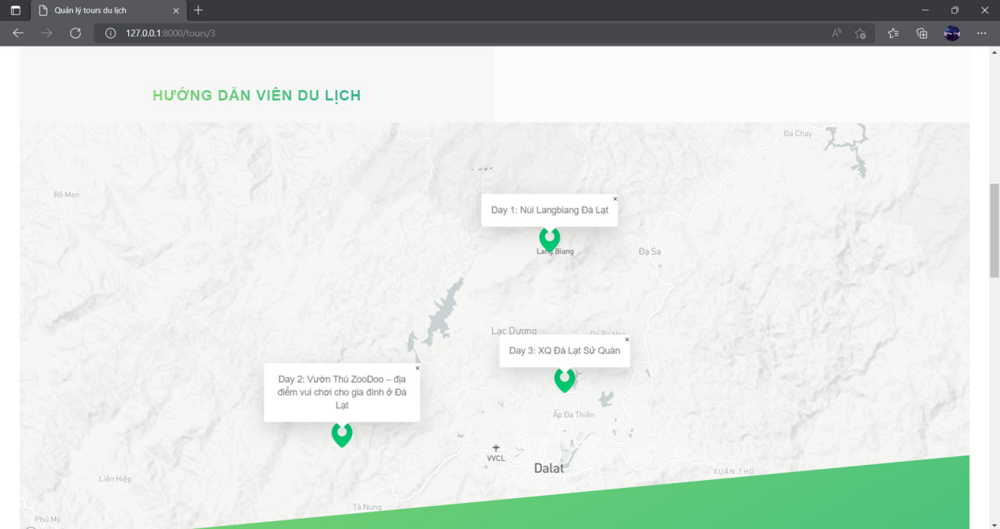 Quản lý tours du lịch
127.0.0.1:8000/tours/3
HƯỚNG DẪN VIÊN DU LỊCH
Đa Chay
Rô Men
Day 1: Núi Langbiang Đà Lạt
Lang Biang
Đạ Sa
Lạc Dương
Day 3: XQ Đà Lạt Sử Quán
Day 2: Vườn Thú ZooDoo – địa
điểm vui chơi cho gia đình ở Đà
Lạt
Ấp Đa Thiên
VVCL
Dalat
XUÂN THỌ
Liên Hiệp
Tà Nung
Phú Mỹ